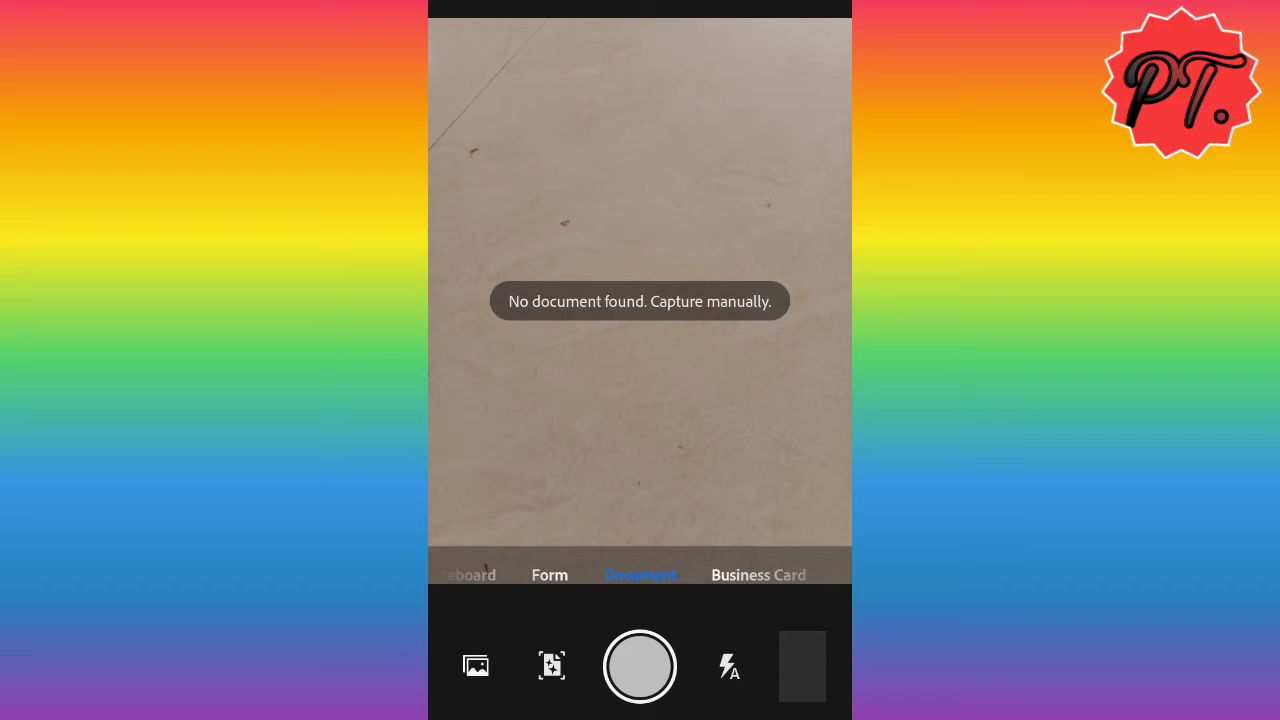 PT.
No document found. Capture manually.
eboard Form Document Business Card
A